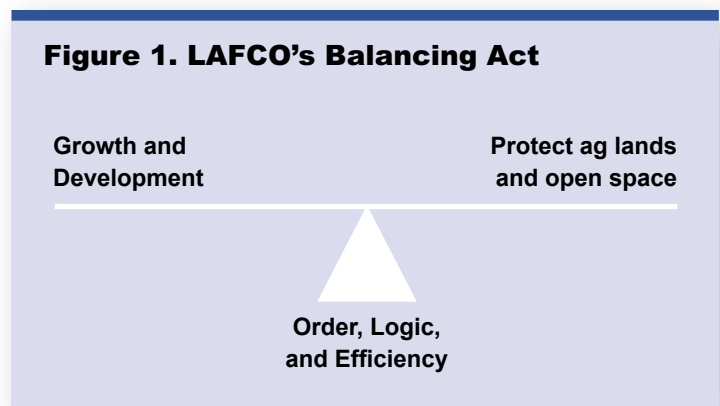 Figure 1. LAFCO’s Balancing Act
Growth and
Development
Protect ag lands
and open space
Order, Logic,
and Efficiency